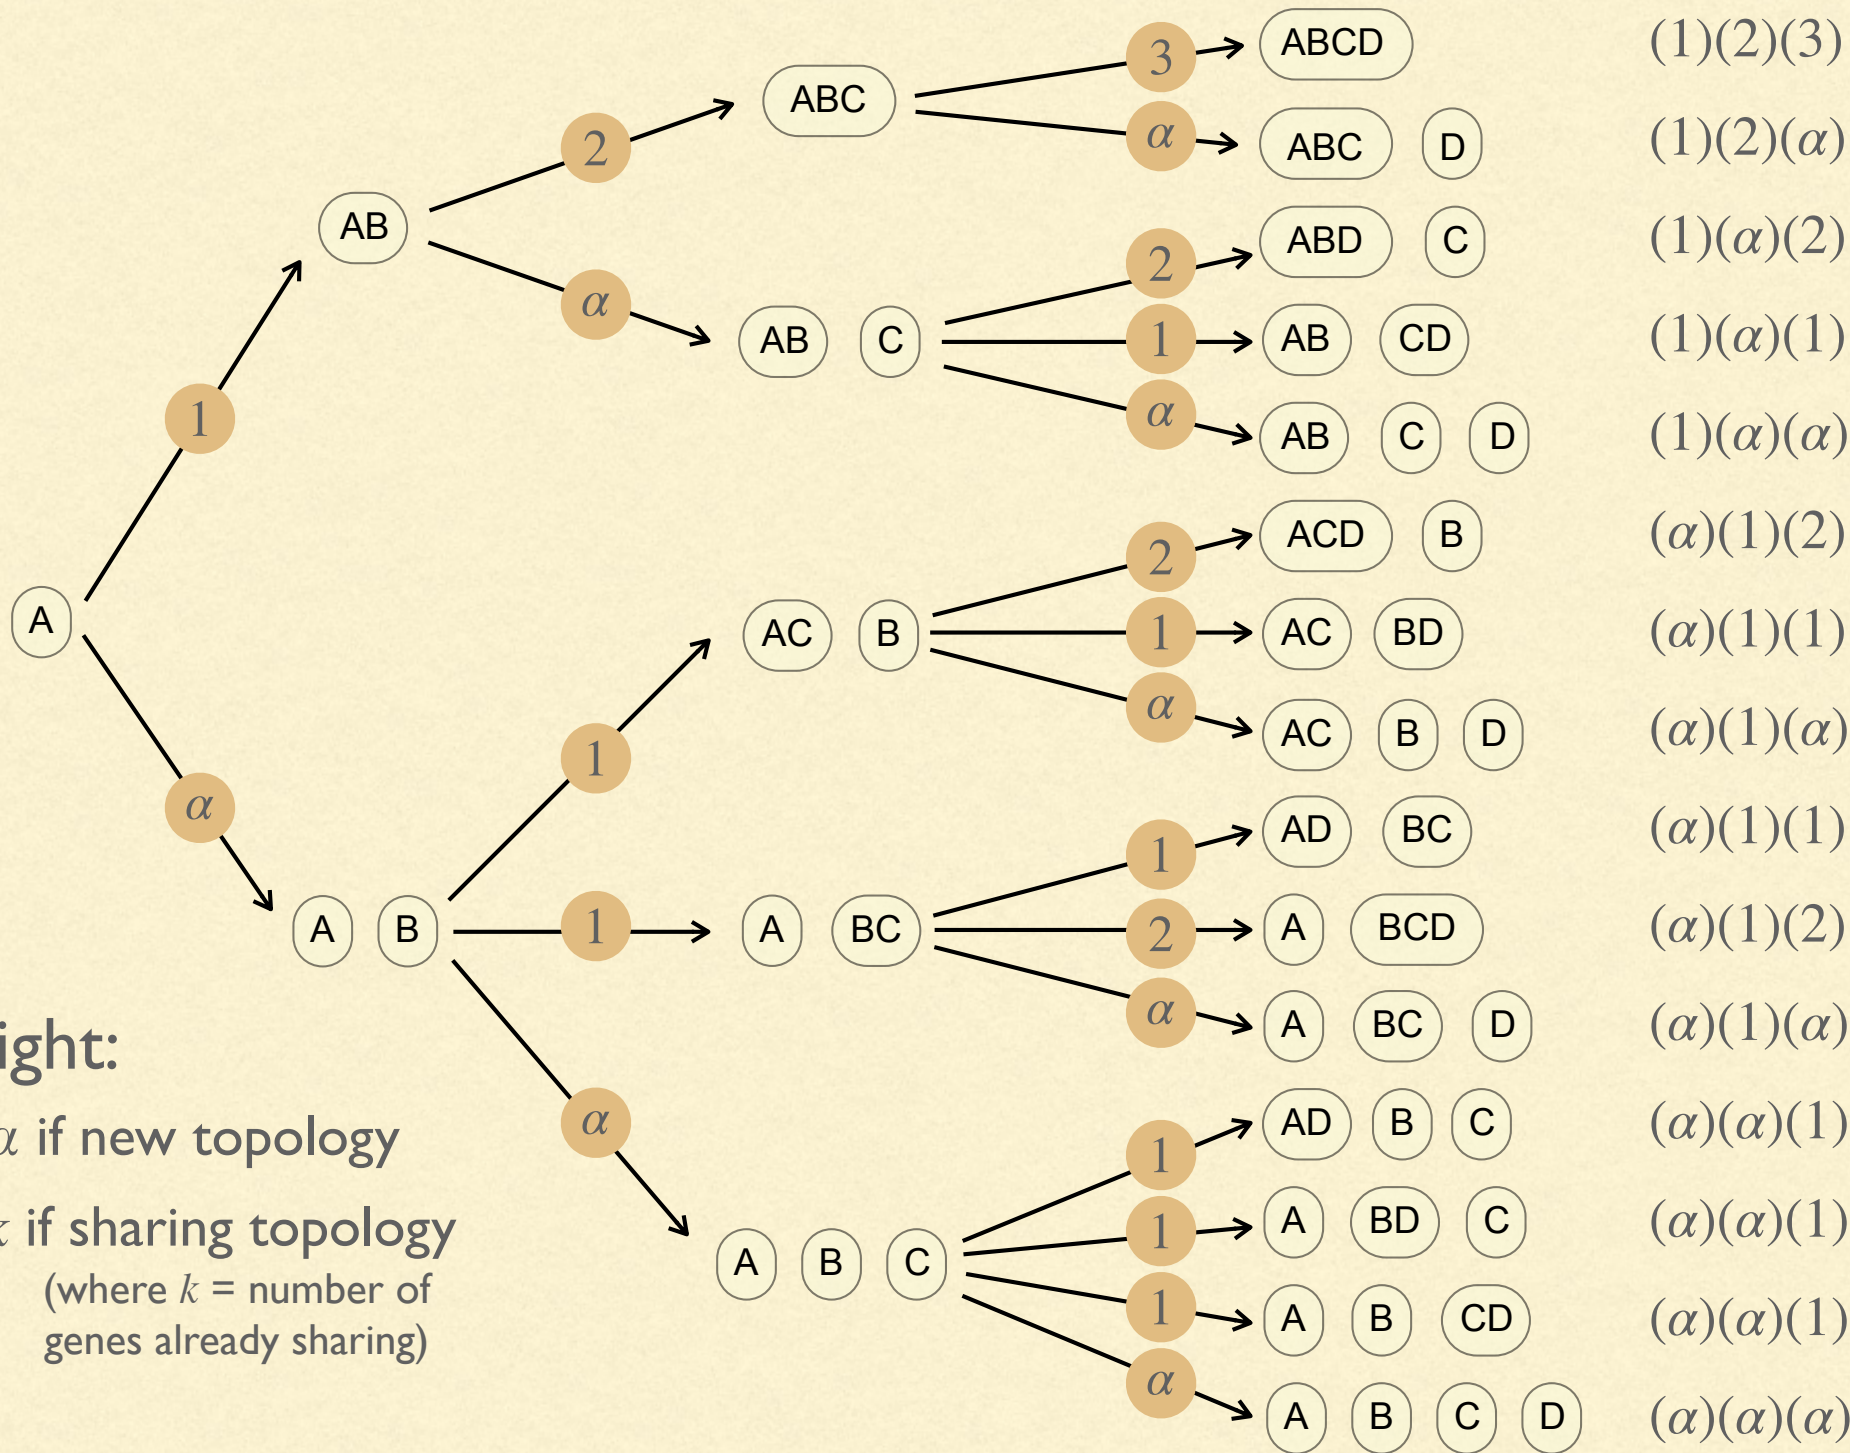 3 ABCD (1)(2)(3)
2 ABC α ABC D (1)(2)(α)
AB 2 ABD C (1)(α)(2)
α AB C 1 AB CD (1)(α)(1)
1 α AB C D (1)(α)(α)
2 ACD B (α)(1)(2)
A AC B 1 AC BD (α)(1)(1)
1 α AC B D (α)(1)(α)
α 1 AD BC (α)(1)(1)
A B 1 A BC 2 A BCD (α)(1)(2)
α A BC D (α)(1)(α)
ight:
α if new topology
α 1 AD B C (α)(α)(1)
k if sharing topology
(where k = number of
genes already sharing)
A B C 1 A BD C (α)(α)(1)
1 A B CD (α)(α)(1)
α A B C D (α)(α)(α)